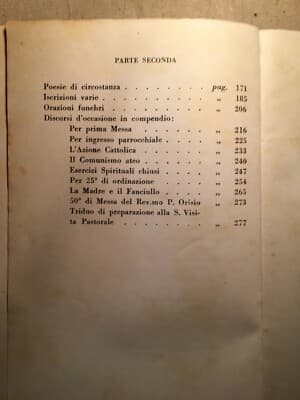 PARTE SECONDA
Poesie di circostanza . . . . . . . . pag. 171
Iscrizioni varie . . . . . . . . . . „ 185
Orazioni funebri . . . . . . . . . „ 206
Discorsi d'occasione in compendio:
Per prima Messa . . . . . . . . „ 216
Per ingresso parrocchiale . . . . . „ 225
L'Azione Cattolica . . . . . . . „ 233
Il Comunismo ateo . . . . . . . „ 240
Esercizi Spirituali chiusi . . . . . „ 247
Per 25° di ordinazione . . . . . . „ 254
La Madre e il Fanciullo . . . . . . „ 265
50° di Messa del Rev.mo P. Orisio „ 273
Triduo di preparazione alla S. Visi-
ta Pastorale . . . . . . . . „ 277